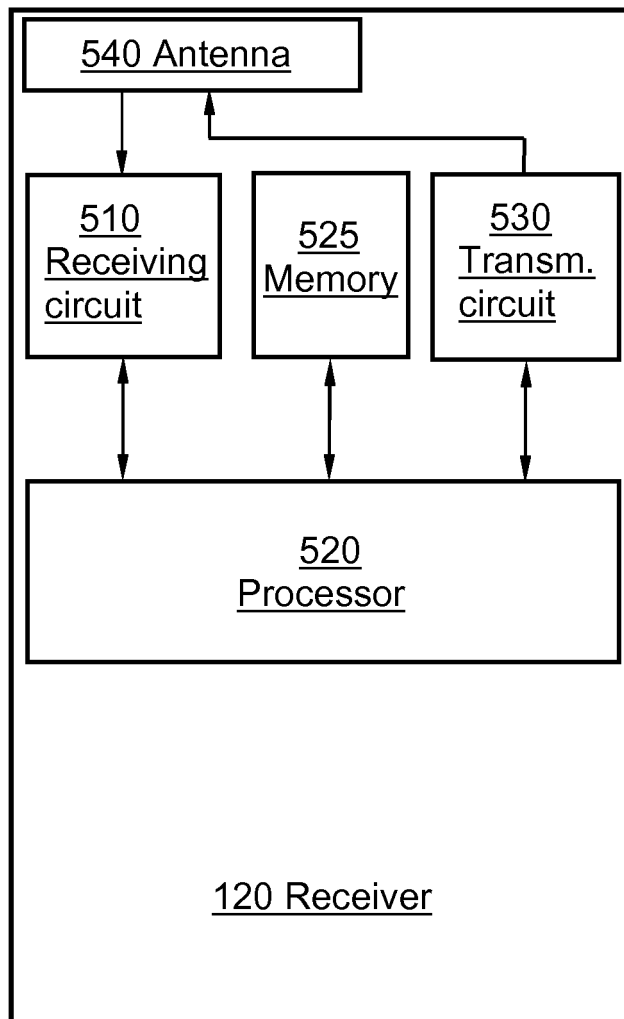 540 Antenna
510
Receiving
circuit
525
Memory
530
Transm.
circuit
520
Processor
120 Receiver